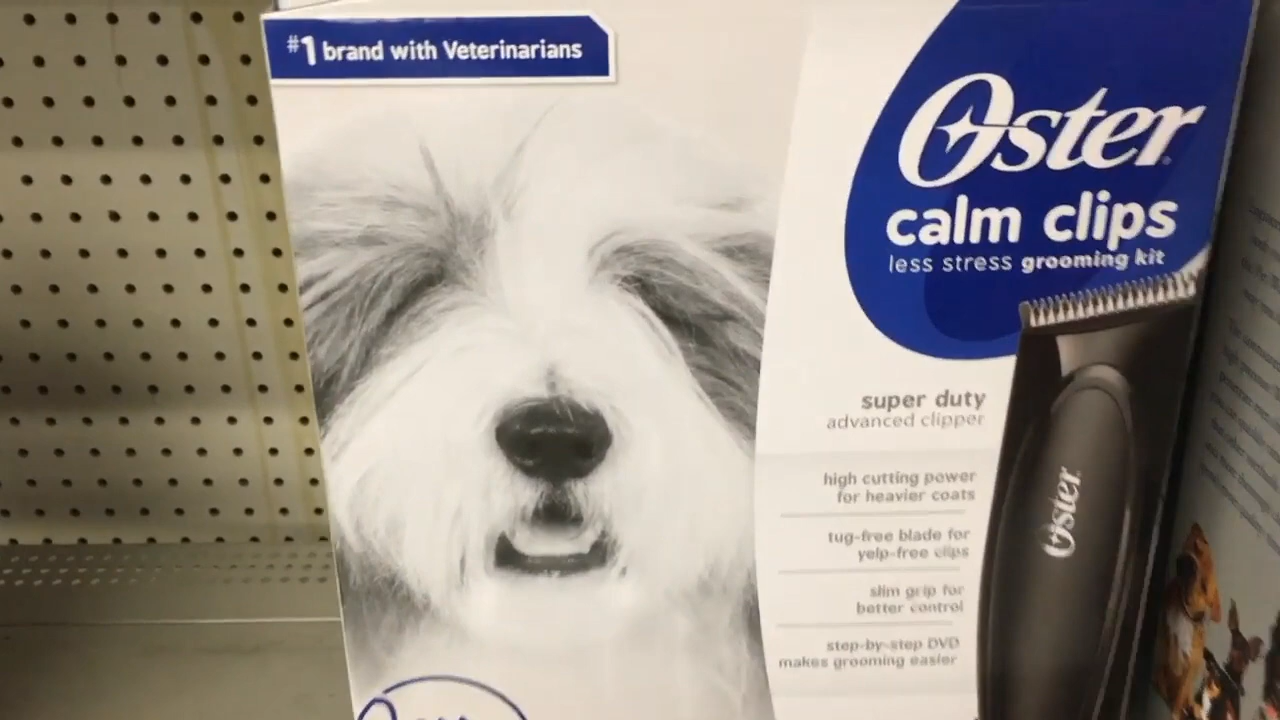 #1 brand with Veterinarians
Oster
calm clips
less stress grooming kit
super duty
advanced clipper
high cutting power
for heavier coats
tug-free blade for
yelp-free clips
slim grip for
better control
step-by-step DVD
makes grooming easier
Oster